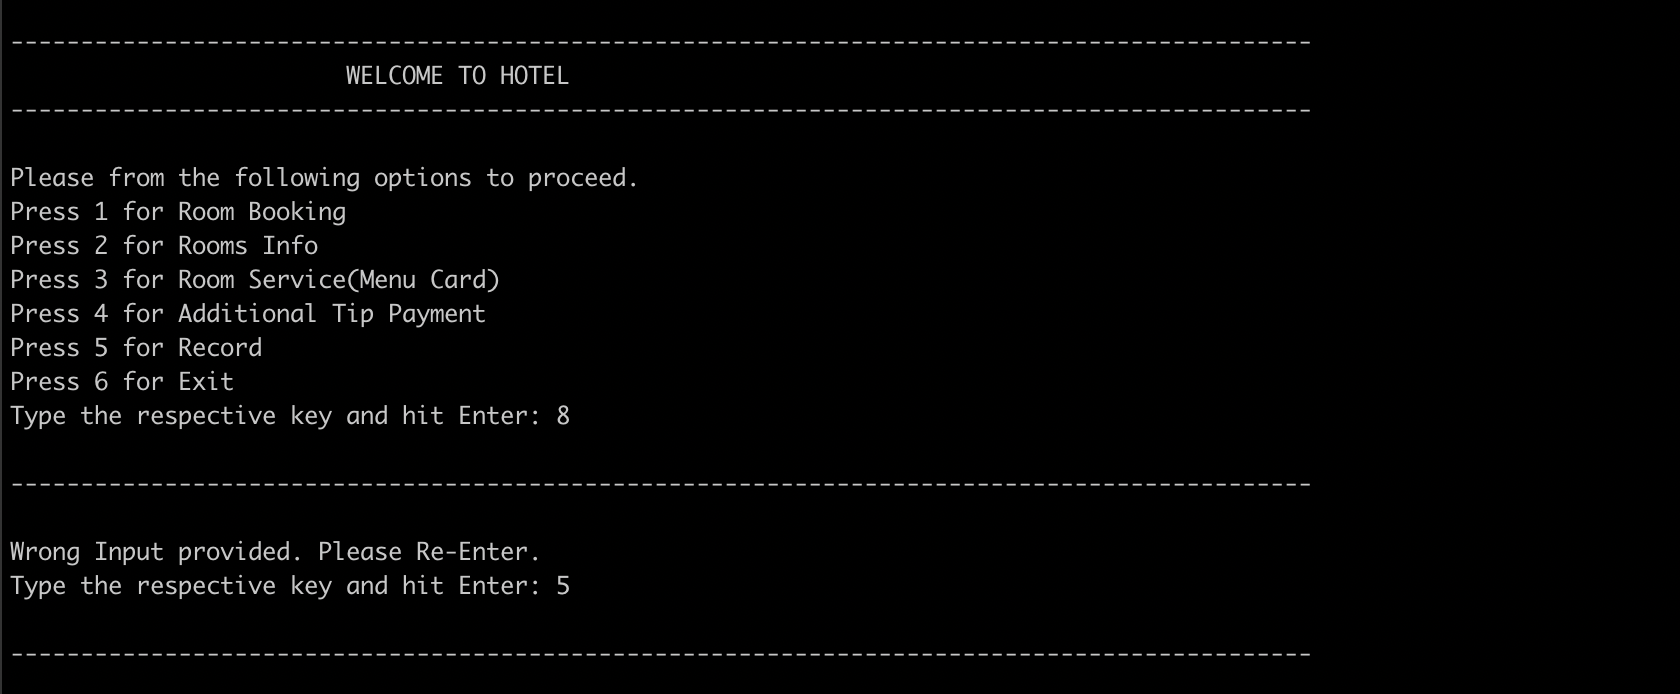 ---------------------------------------------------------------------------------------------
WELCOME TO HOTEL
---------------------------------------------------------------------------------------------
Please from the following options to proceed.
Press 1 for Room Booking
Press 2 for Rooms Info
Press 3 for Room Service(Menu Card)
Press 4 for Additional Tip Payment
Press 5 for Record
Press 6 for Exit
Type the respective key and hit Enter: 8
---------------------------------------------------------------------------------------------
Wrong Input provided. Please Re-Enter.
Type the respective key and hit Enter: 5
---------------------------------------------------------------------------------------------